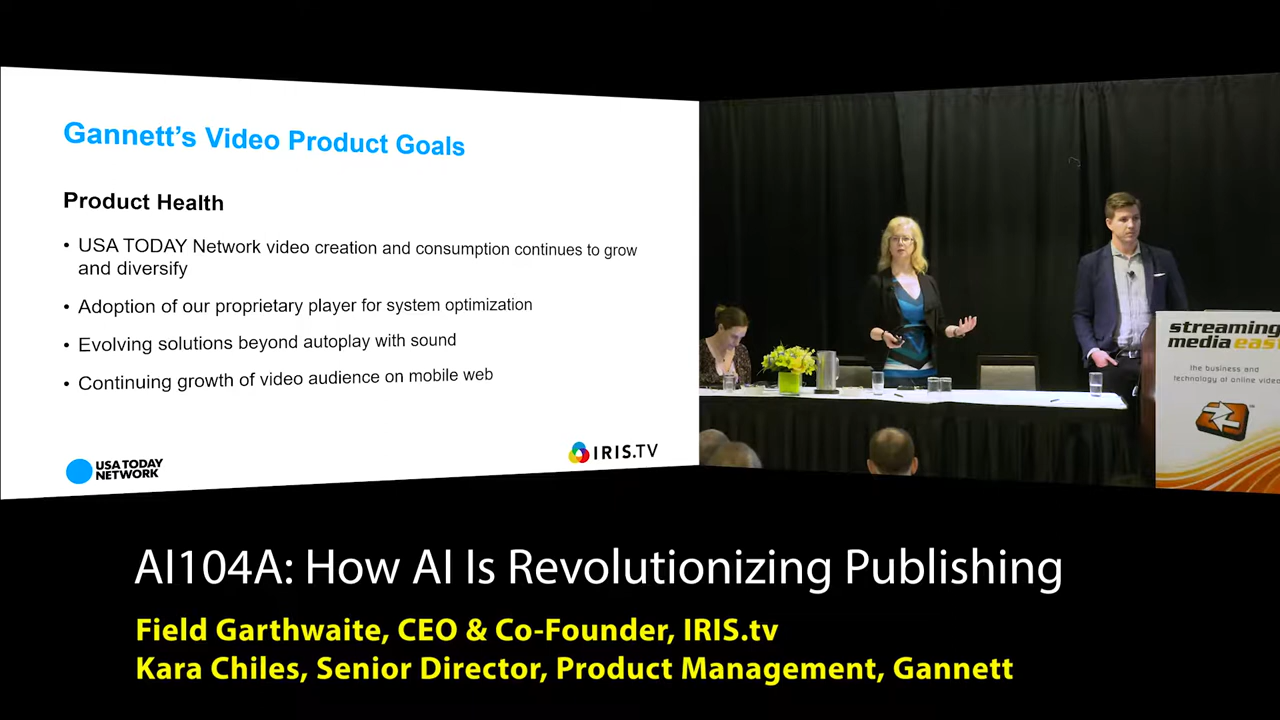 Gannett’s Video Product Goals
Product Health
• USA TODAY Network video creation and consumption continues to grow
and diversify
• Adoption of our proprietary player for system optimization
• Evolving solutions beyond autoplay with sound
• Continuing growth of video audience on mobile web
USA TODAY
NETWORK
IRIS.TV
streaming
media east
the business and
technology of online video
AI104A: How AI Is Revolutionizing Publishing
Field Garthwaite, CEO & Co-Founder, IRIS.tv
Kara Chiles, Senior Director, Product Management, Gannett